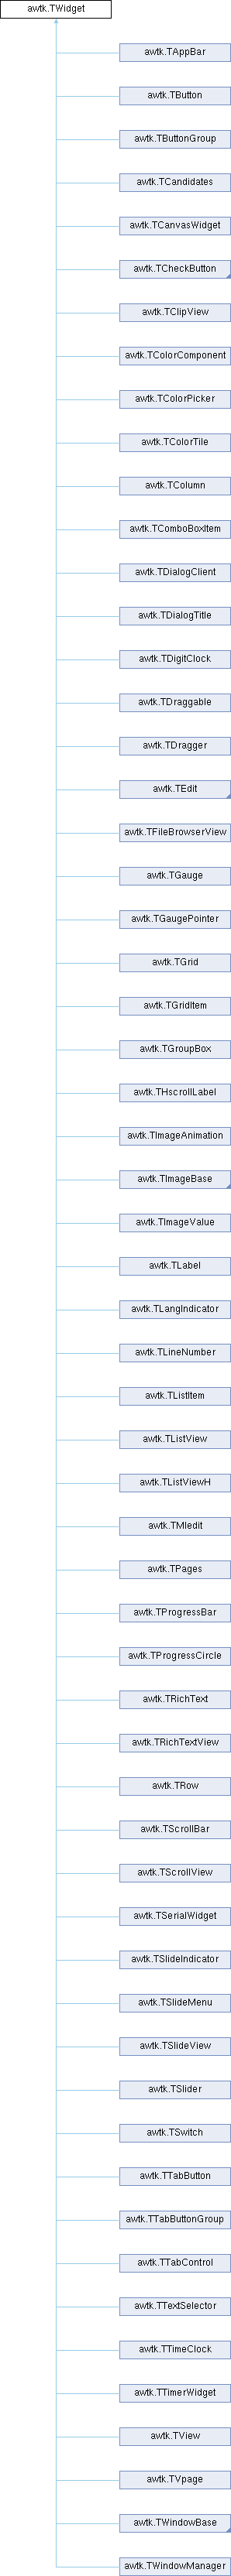 awtk.TWidget
awtk.TAppBar
awtk.TButton
awtk.TButtonGroup
awtk.TCandidates
awtk.TCanvasWidget
awtk.TCheckButton
awtk.TClipView
awtk.TColorComponent
awtk.TColorPicker
awtk.TColorTile
awtk.TColumn
awtk.TComboBoxItem
awtk.TDialogClient
awtk.TDialogTitle
awtk.TDigitClock
awtk.TDraggable
awtk.TDragger
awtk.TEdit
awtk.TFileBrowserView
awtk.TGauge
awtk.TGaugePointer
awtk.TGrid
awtk.TGridItem
awtk.TGroupBox
awtk.THscrollLabel
awtk.TImageAnimation
awtk.TImageBase
awtk.TImageValue
awtk.TLabel
awtk.TLangIndicator
awtk.TLineNumber
awtk.TListItem
awtk.TListView
awtk.TListViewH
awtk.TMledit
awtk.TPages
awtk.TProgressBar
awtk.TProgressCircle
awtk.TRichText
awtk.TRichTextView
awtk.TRow
awtk.TScrollBar
awtk.TScrollView
awtk.TSerialWidget
awtk.TSlideIndicator
awtk.TSlideMenu
awtk.TSlideView
awtk.TSlider
awtk.TSwitch
awtk.TTabButton
awtk.TTabButtonGroup
awtk.TTabControl
awtk.TTextSelector
awtk.TTimeClock
awtk.TTimerWidget
awtk.TView
awtk.TVpage
awtk.TWindowBase
awtk.TWindowManager